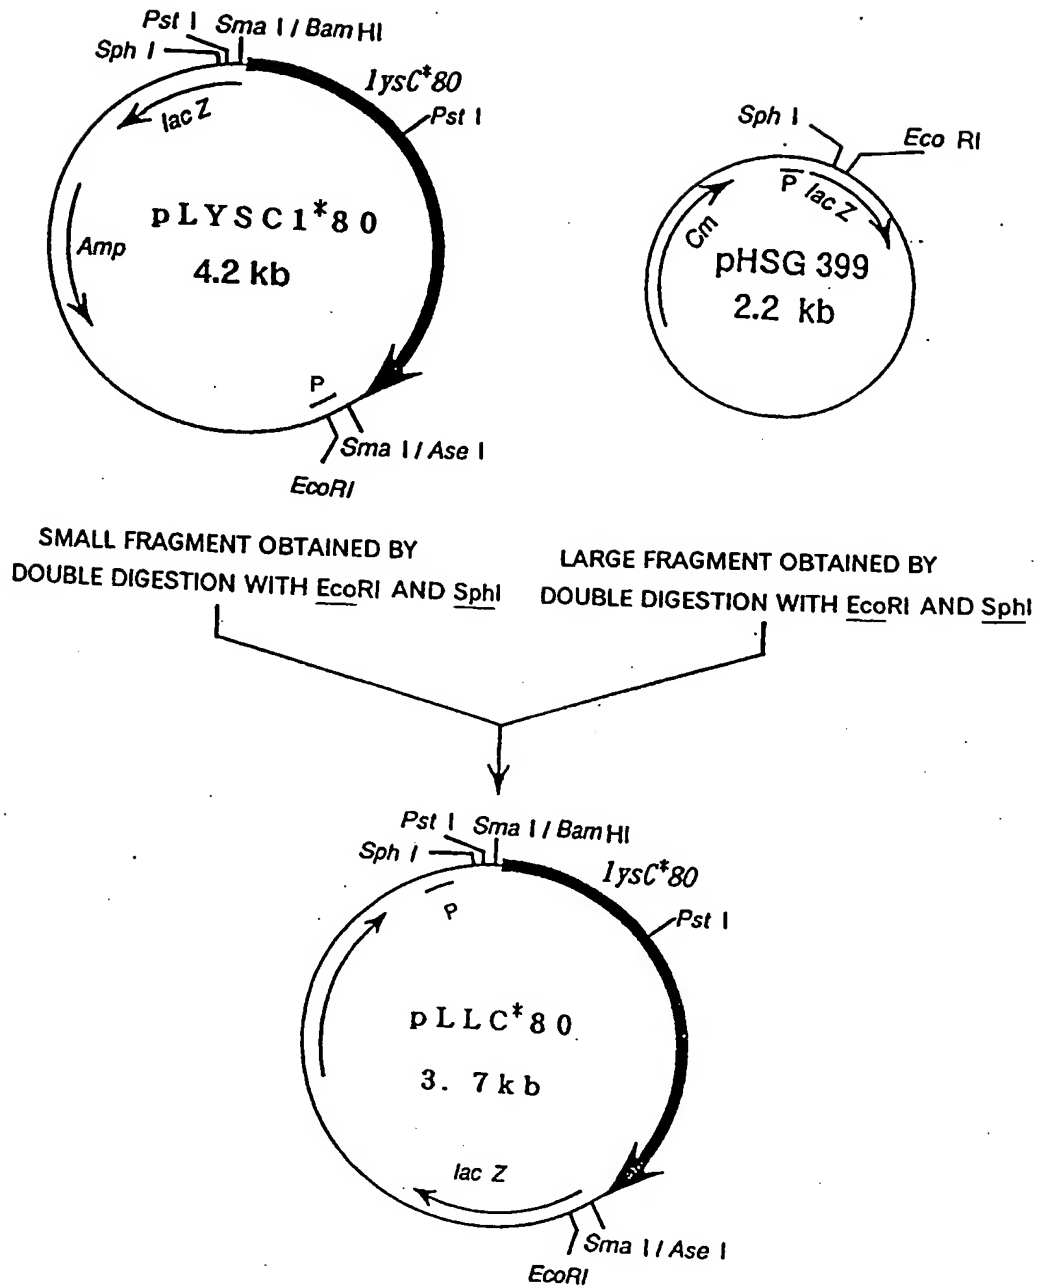 Pst I Sma I / Bam HI
Sph I
lysC*80
Pst I
lac Z
Amp
pLYSC1*80
4.2 kb
P
Sma I / Ase I
EcoRI
Sph I
Eco RI
P lac Z
Cm
pHSG 399
2.2 kb
SMALL FRAGMENT OBTAINED BY
DOUBLE DIGESTION WITH EcoRI AND SphI
LARGE FRAGMENT OBTAINED BY
DOUBLE DIGESTION WITH EcoRI AND SphI
Pst I Sma I / Bam HI
Sph I
lysC*80
Pst I
P
pLLC*80
3. 7kb
lac Z
Sma I / Ase I
EcoRI